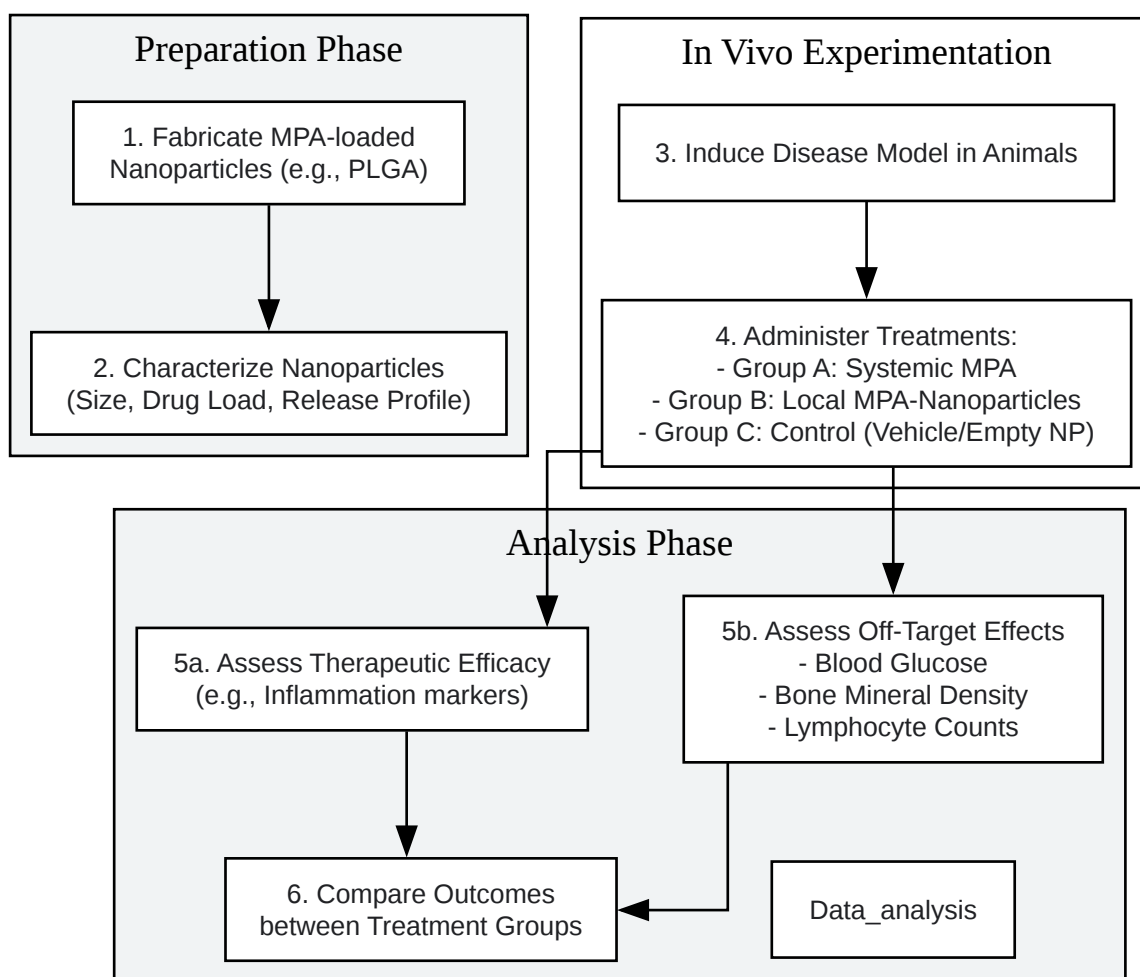 Preparation Phase
1. Fabricate MPA-loaded
Nanoparticles (e.g., PLGA)
2. Characterize Nanoparticles
(Size, Drug Load, Release Profile)
In Vivo Experimentation
3. Induce Disease Model in Animals
4. Administer Treatments:
- Group A: Systemic MPA
- Group B: Local MPA-Nanoparticles
- Group C: Control (Vehicle/Empty NP)
Analysis Phase
5a. Assess Therapeutic Efficacy
(e.g., Inflammation markers)
5b. Assess Off-Target Effects
- Blood Glucose
- Bone Mineral Density
- Lymphocyte Counts
6. Compare Outcomes
between Treatment Groups
Data_analysis